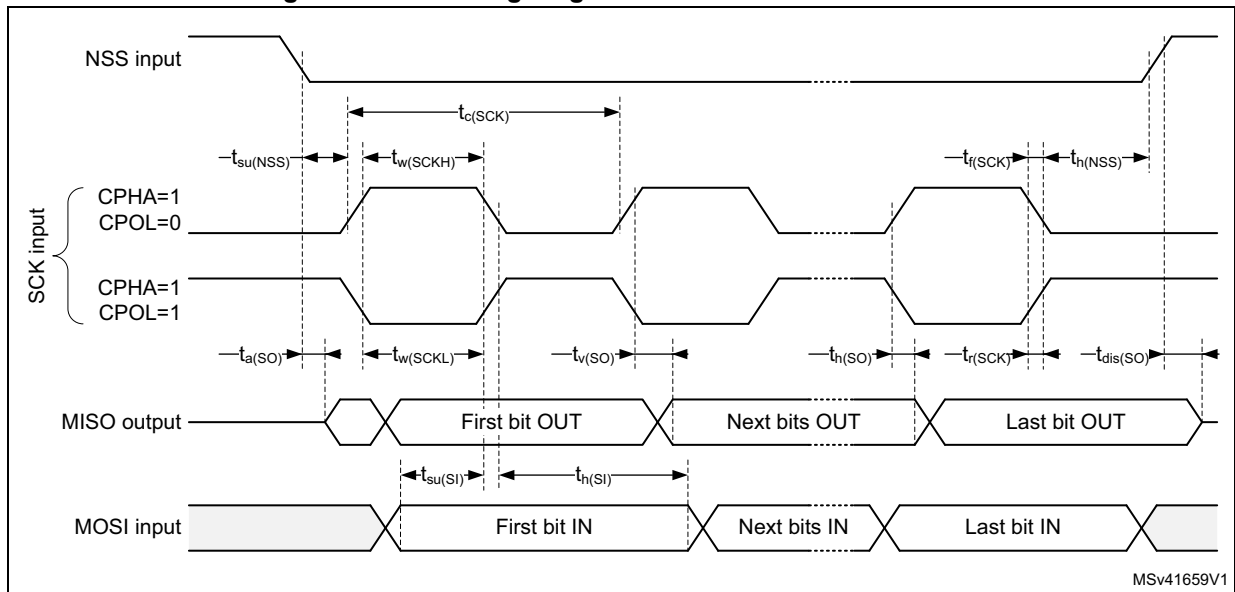 NSS input
tc(SCK)
tsu(NSS)
tw(SCKH)
tf(SCK)
th(NSS)
SCK input
CPHA=1
CPOL=0
CPHA=1
CPOL=1
ta(SO)
tw(SCKL)
tv(SO)
th(SO)
tr(SCK)
tdis(SO)
MISO output
First bit OUT
Next bits OUT
Last bit OUT
tsu(SI)
th(SI)
MOSI input
First bit IN
Next bits IN
Last bit IN
MSv41659V1